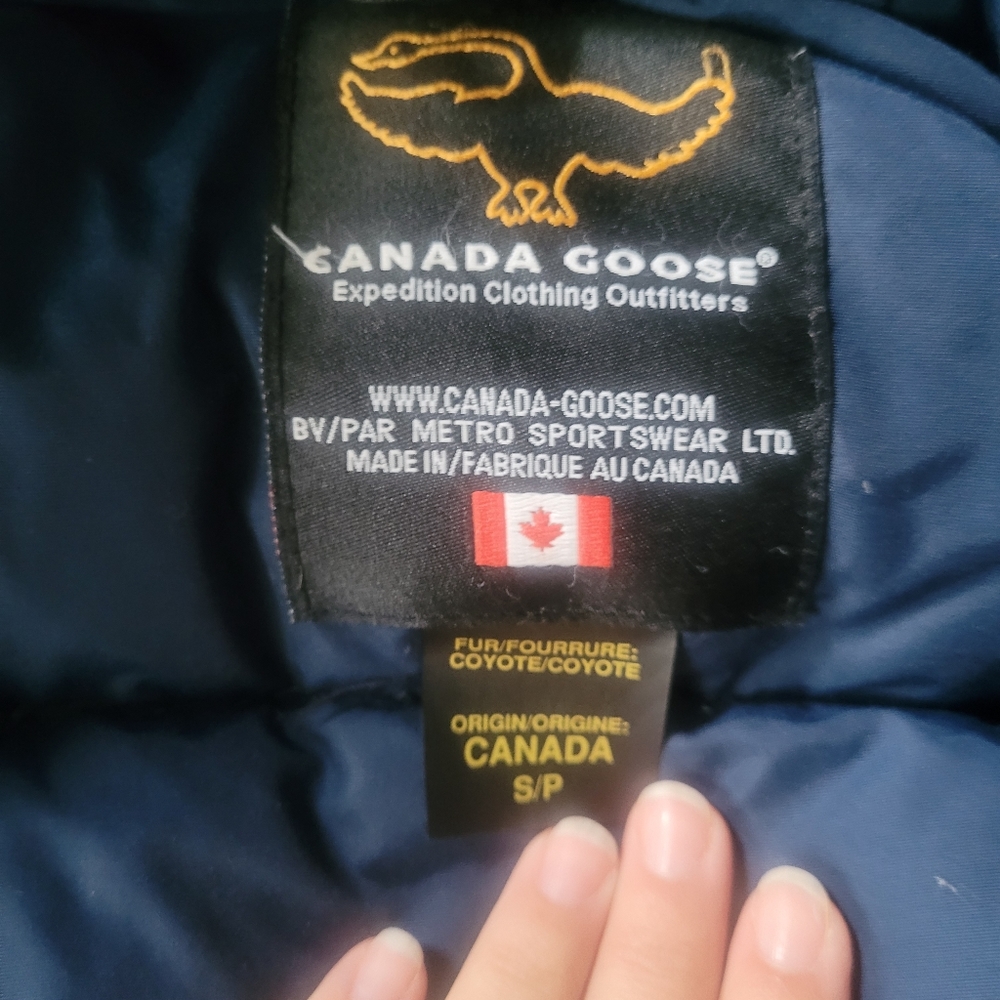 CANADA GOOSE®
Expedition Clothing Outfitters
WWW.CANADA-GOOSE.COM
BV/PAR METRO SPORTSWEAR LTD.
MADE IN/FABRIQUE AU CANADA
FUR/FOURRURE:
COYOTE/COYOTE
ORIGIN/ORIGINE:
CANADA
S/P